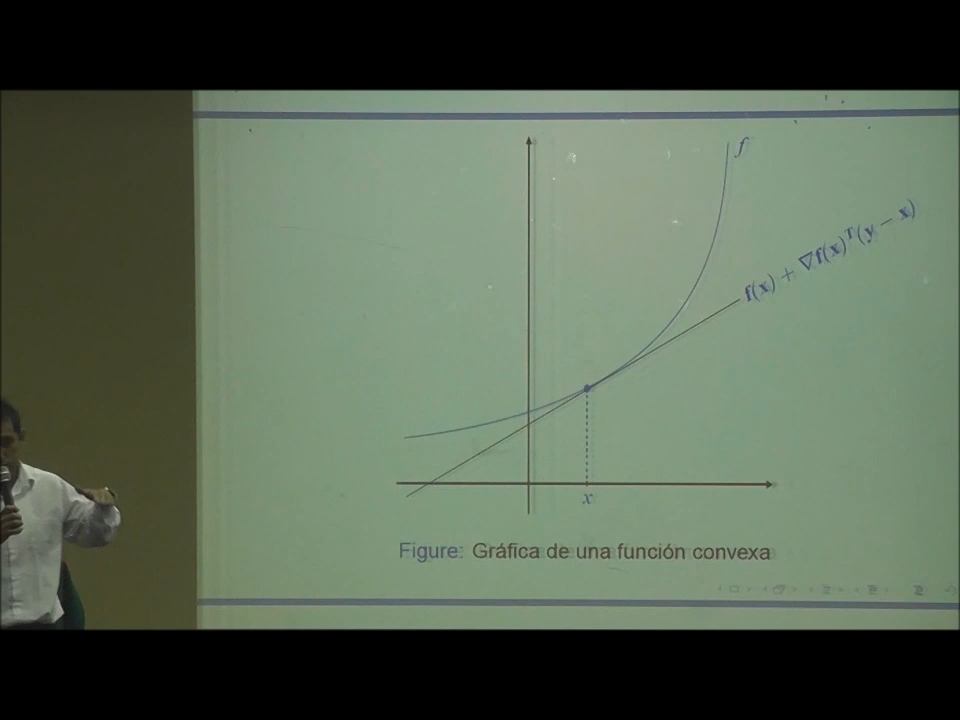 f
f(x) + ∇f(x)ᵀ(y − x)
x
Figure: Gráfica de una función convexa